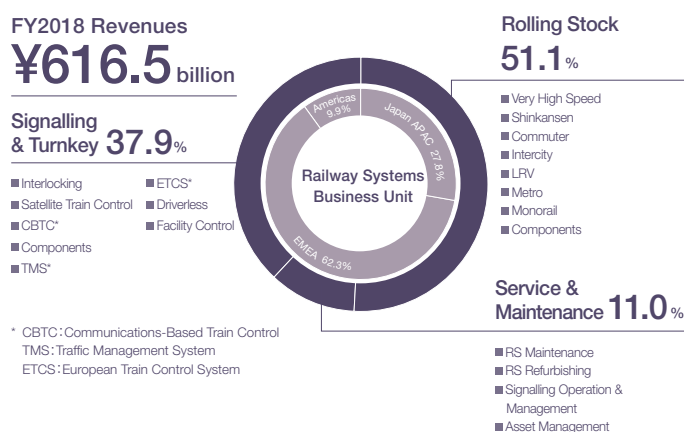 FY2018 Revenues
¥616.5 billion
Signalling
& Turnkey 37.9%
■ Interlocking
■ Satellite Train Control
■ CBTC*
■ Components
■ TMS*
■ ETCS*
■ Driverless
■ Facility Control
* CBTC：Communications-Based Train Control
TMS：Traffic Management System
ETCS：European Train Control System
Americas
9.9%
Japan APAC 27.8%
EMEA 62.3%
Railway Systems
Business Unit
Rolling Stock
51.1%
■ Very High Speed
■ Shinkansen
■ Commuter
■ Intercity
■ LRV
■ Metro
■ Monorail
■ Components
Service &
Maintenance 11.0%
■ RS Maintenance
■ RS Refurbishing
■ Signalling Operation &
Management
■ Asset Management